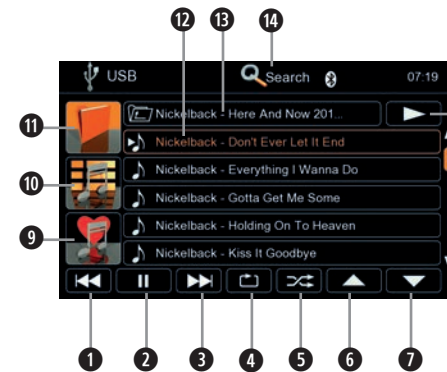 12 13 14
USB Search 07:19
11 Nickelback - Here And Now 201...
Nickelback - Don't Ever Let It End
10 Nickelback - Everything I Wanna Do
Nickelback - Gotta Get Me Some
9 Nickelback - Holding On To Heaven
Nickelback - Kiss It Goodbye
1 2 3 4 5 6 7